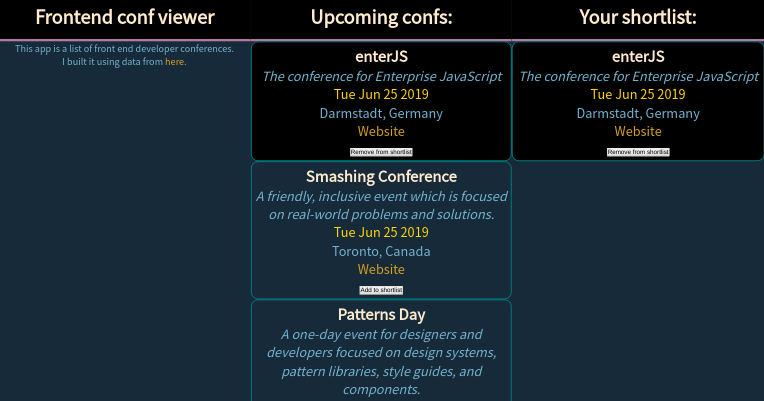 Frontend conf viewer
This app is a list of front end developer conferences.
I built it using data from here.
Upcoming confs:
enterJS
The conference for Enterprise JavaScript
Tue Jun 25 2019
Darmstadt, Germany
Website
Remove from shortlist
Smashing Conference
A friendly, inclusive event which is focused
on real-world problems and solutions.
Tue Jun 25 2019
Toronto, Canada
Website
Add to shortlist
Patterns Day
A one-day event for designers and
developers focused on design systems,
pattern libraries, style guides, and
components.
Your shortlist:
enterJS
The conference for Enterprise JavaScript
Tue Jun 25 2019
Darmstadt, Germany
Website
Remove from shortlist